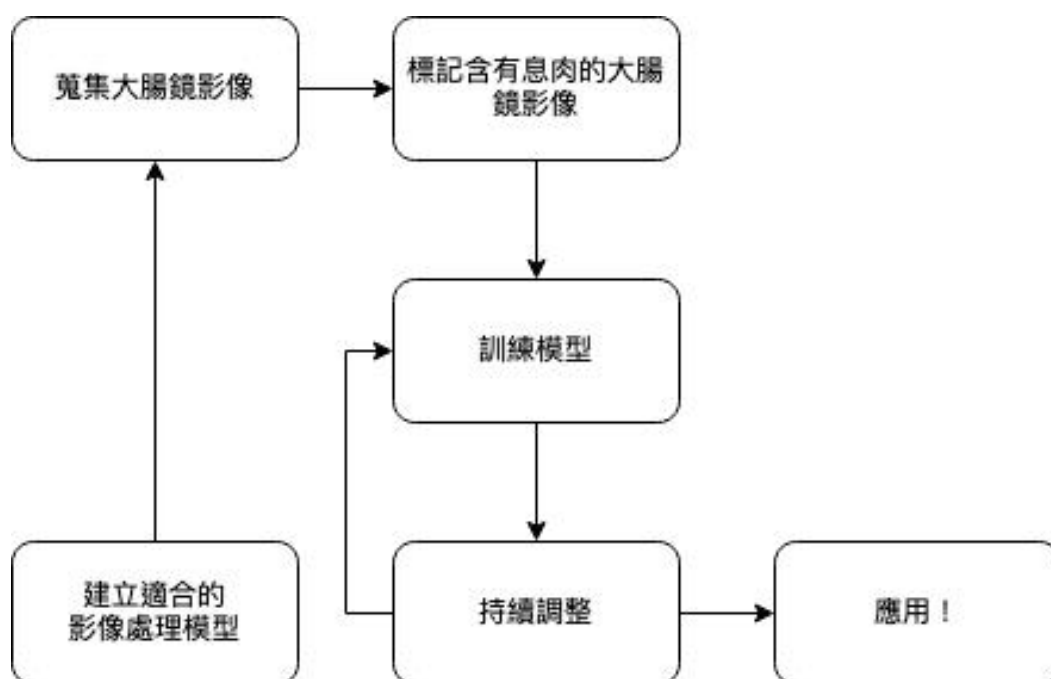 蒐集大腸鏡影像
標記含有息肉的大腸
鏡影像
訓練模型
建立適合的
影像處理模型
持續調整
應用！